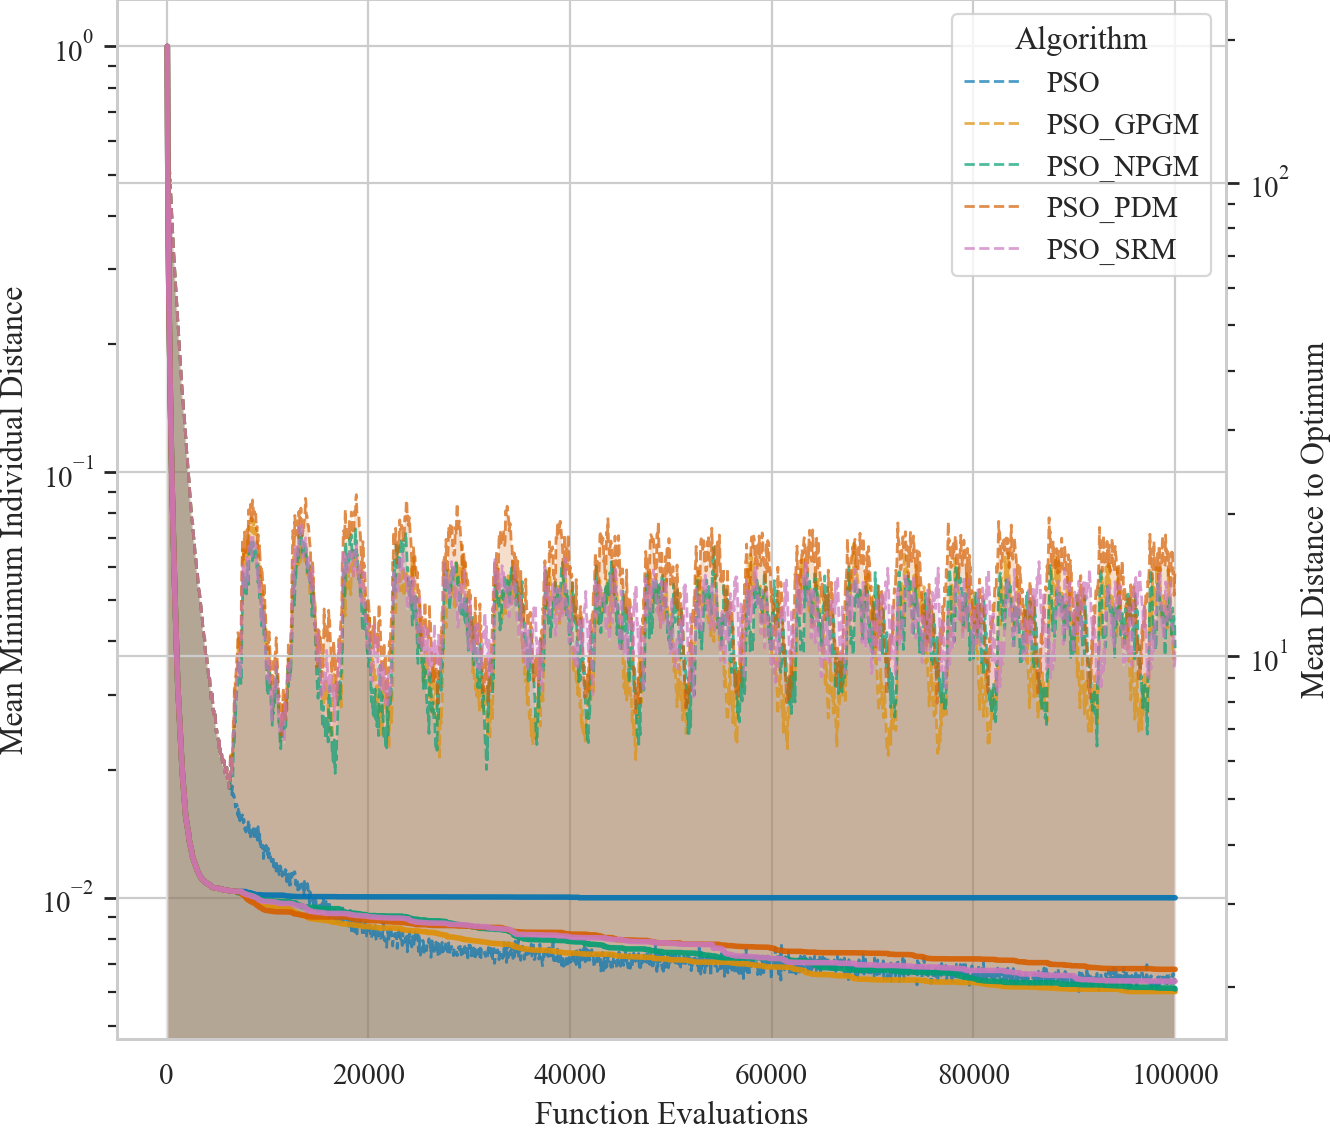 Algorithm
PSO
PSO_GPGM
PSO_NPGM
PSO_PDM
PSO_SRM
10^0
10^−1
10^−2
Mean Minimum Individual Distance
10^2
10^1
Mean Distance to Optimum
0 20000 40000 60000 80000 100000
Function Evaluations